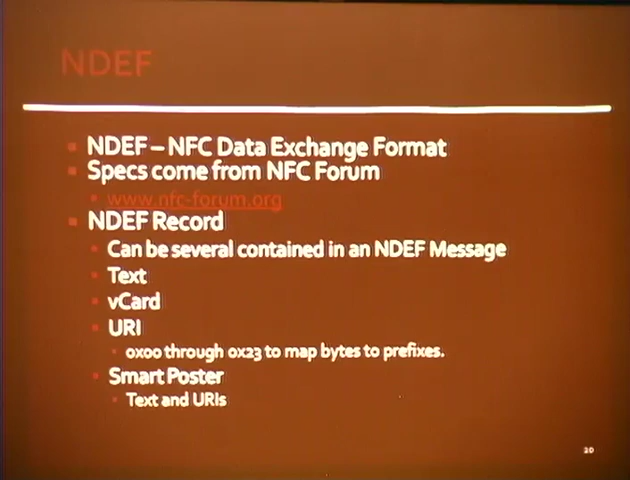 NDEF
NDEF – NFC Data Exchange Format
Specs come from NFC Forum
www.nfc-forum.org
NDEF Record
Can be several contained in an NDEF Message
Text
vCard
URI
0x00 through 0x23 to map bytes to prefixes.
Smart Poster
Text and URIs
20